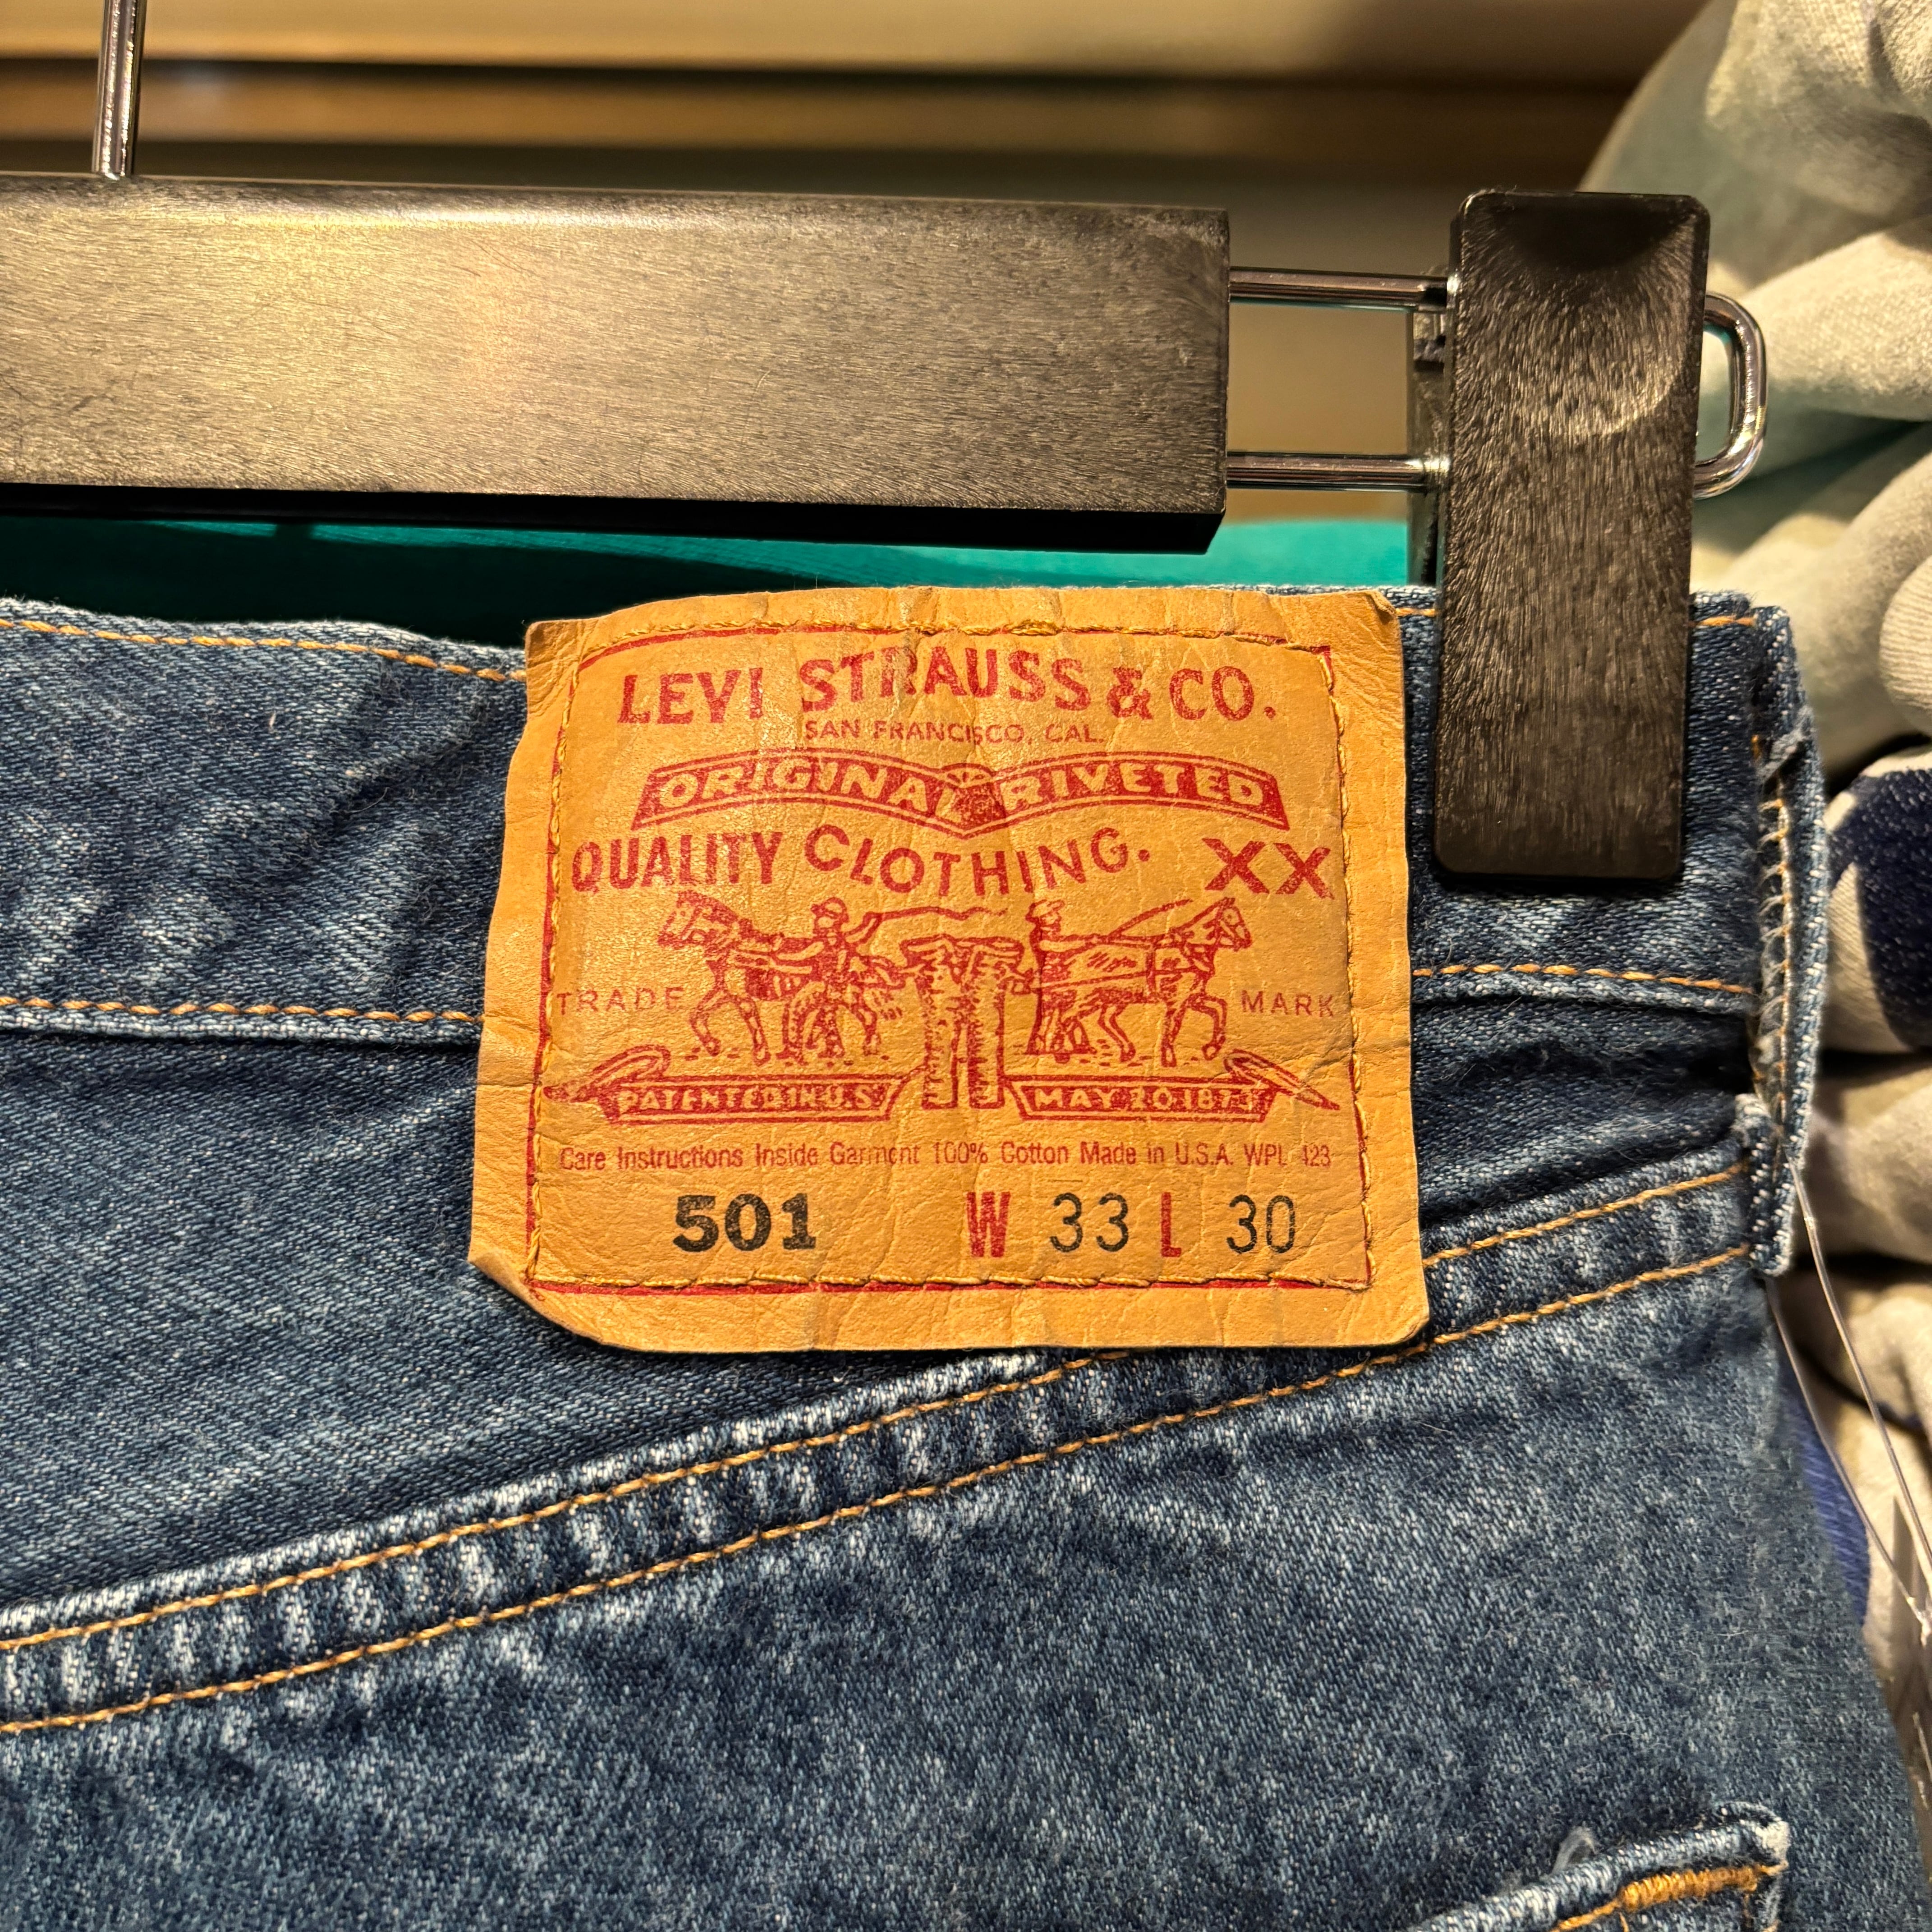 LEVI STRAUSS & CO.
SAN FRANCISCO, CAL.
ORIGINAL RIVETED
QUALITY CLOTHING. XX
TRADE MARK
PATENTED IN U.S. MAY 20 1873
Care Instructions Inside Garment 100% Cotton Made in U.S.A. WPL 423
501 W 33 L 30